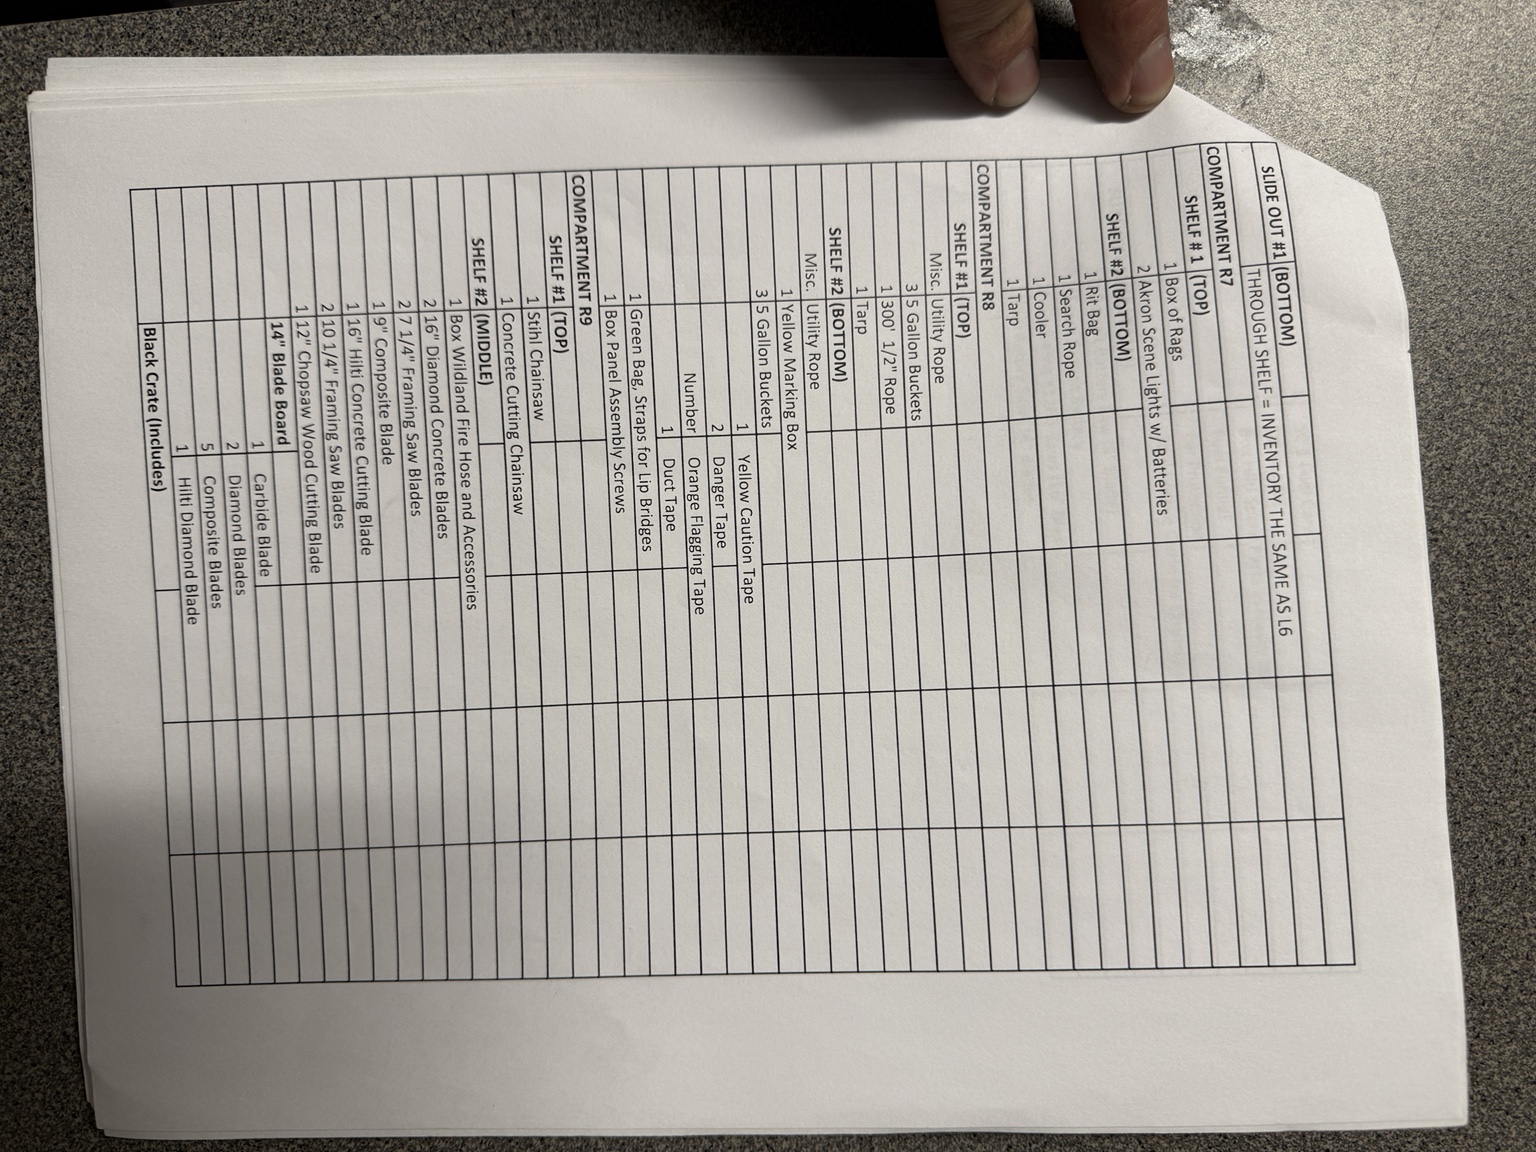 SLIDE OUT #1 (BOTTOM)
THROUGH SHELF = INVENTORY THE SAME AS L6
COMPARTMENT R7
SHELF # 1 (TOP)
1 Box of Rags
2 Akron Scene Lights w/ Batteries
SHELF #2 (BOTTOM)
1 Rit Bag
1 Search Rope
1 Cooler
1 Tarp
COMPARTMENT R8
SHELF #1 (TOP)
Misc. Utility Rope
3 5 Gallon Buckets
1 300' 1/2" Rope
1 Tarp
SHELF #2 (BOTTOM)
Misc. Utility Rope
1 Yellow Marking Box
3 5 Gallon Buckets
1 Yellow Caution Tape
2 Danger Tape
Number Orange Flagging Tape
1 Duct Tape
1 Green Bag, Straps for Lip Bridges
1 Box Panel Assembly Screws
COMPARTMENT R9
SHELF #1 (TOP)
1 Stihl Chainsaw
1 Concrete Cutting Chainsaw
SHELF #2 (MIDDLE)
1 Box Wildland Fire Hose and Accessories
2 16" Diamond Concrete Blades
2 7 1/4" Framing Saw Blades
1 9" Composite Blade
1 16" Hilti Concrete Cutting Blade
2 10 1/4" Framing Saw Blades
1 12" Chopsaw Wood Cutting Blade
14" Blade Board
1 Carbide Blade
2 Diamond Blades
5 Composite Blades
1 Hilti Diamond Blade
Black Crate (Includes)